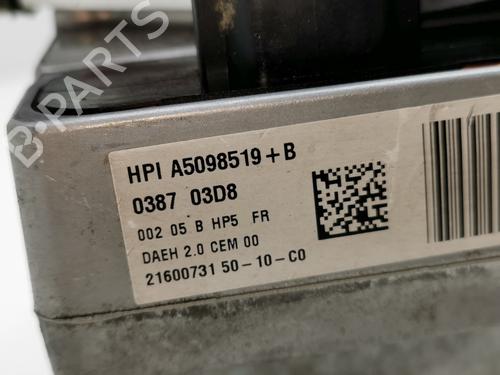 B-PARTS
HPI A5098519+B
0387 03D8
002 05 B HP5 FR
DAEH 2.0 CEM 00
21600731 50-10-C0